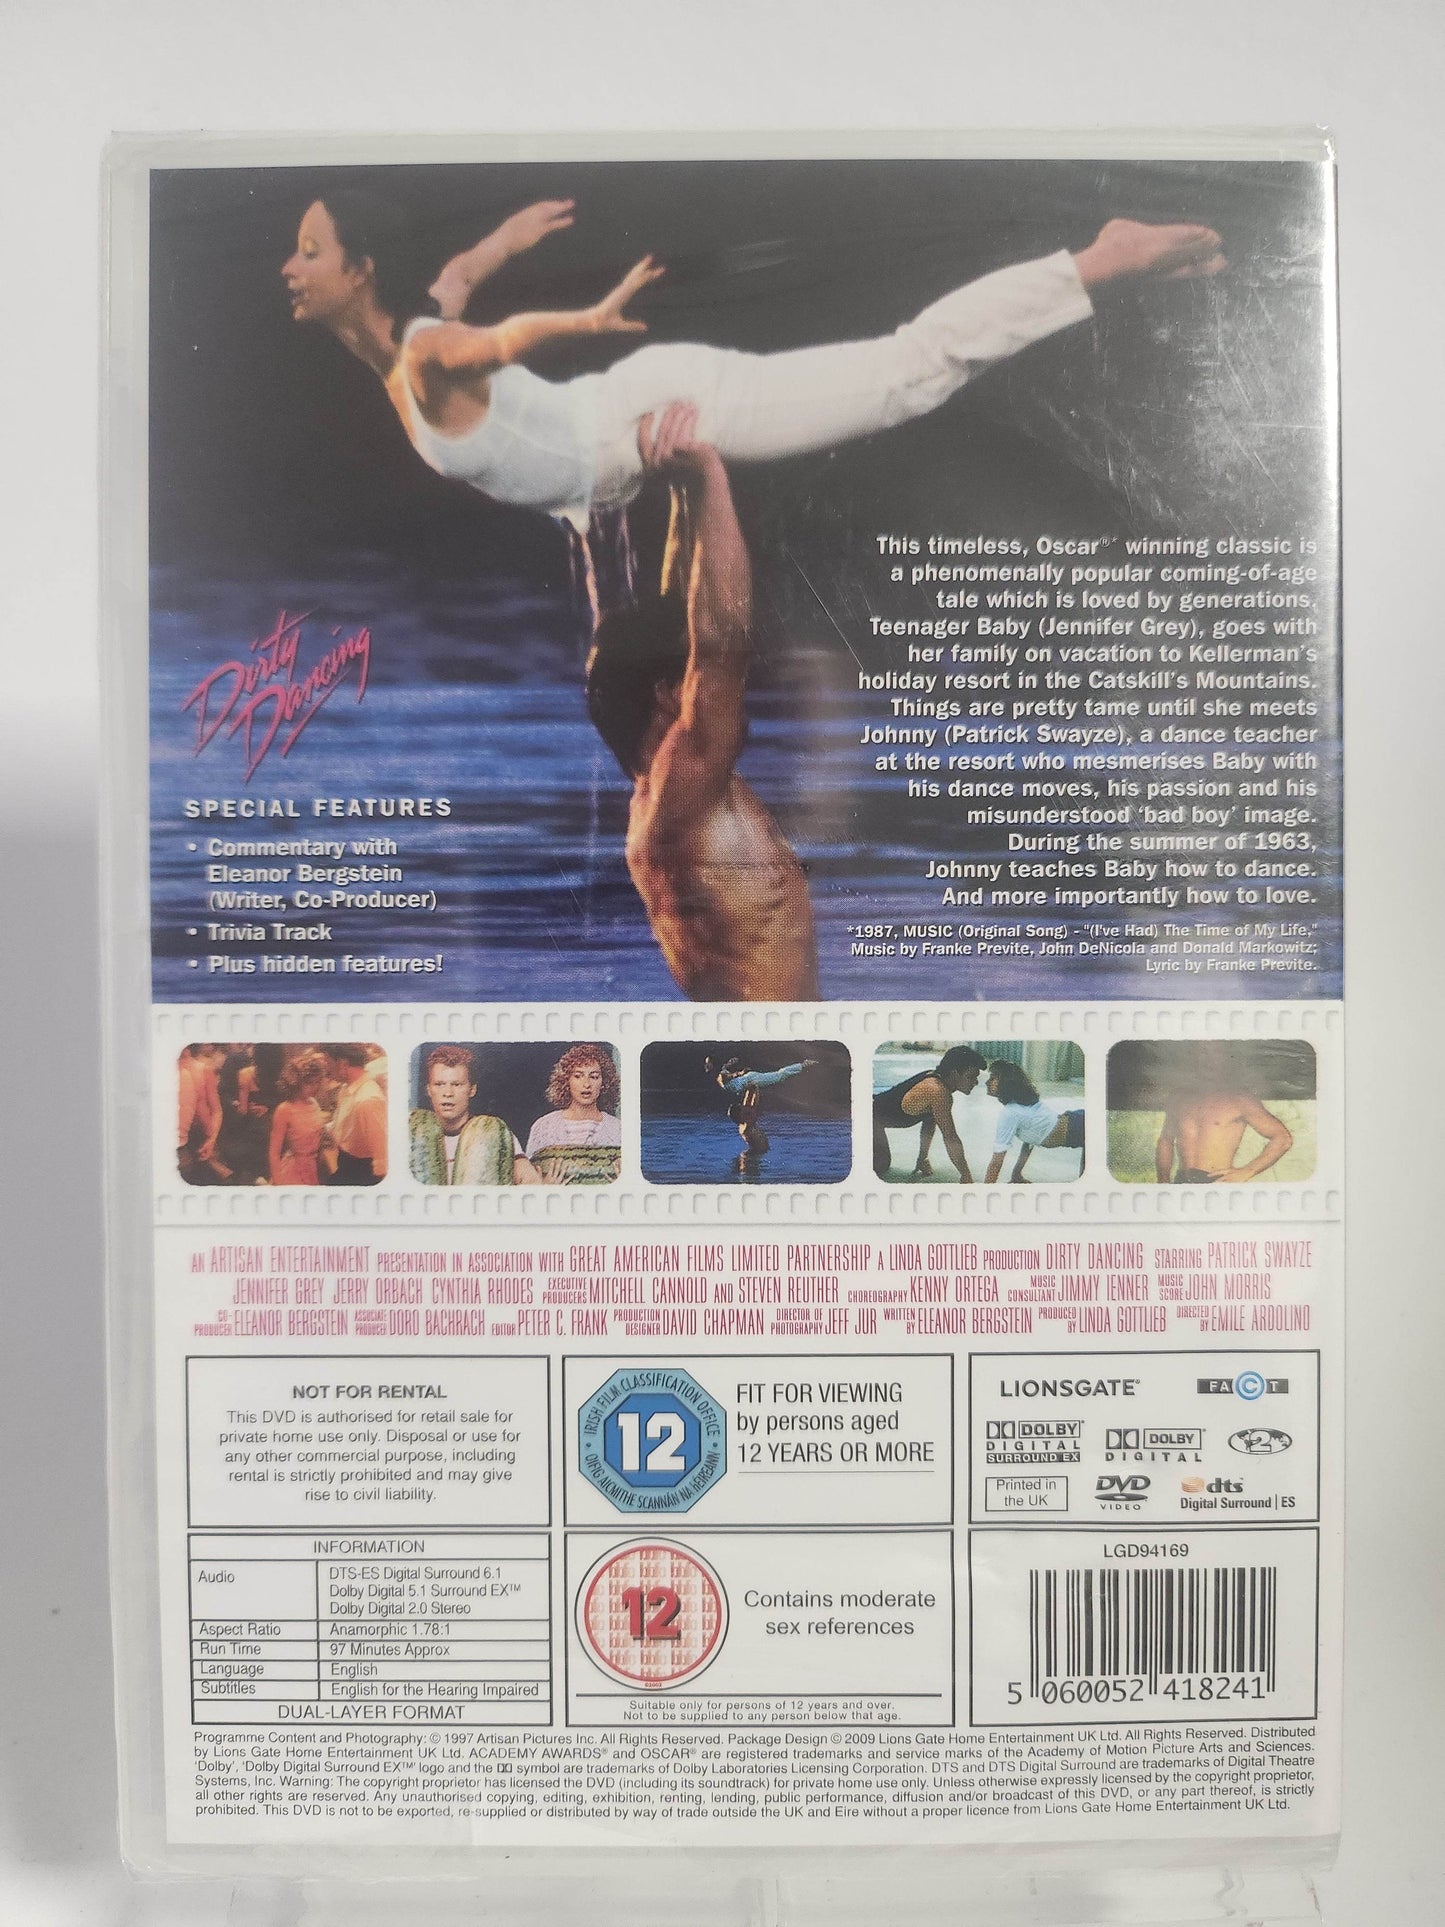 This timeless, Oscar®* winning classic is
a phenomenally popular coming-of-age
tale which is loved by generations.
Teenager Baby (Jennifer Grey), goes with
her family on vacation to Kellerman's
holiday resort in the Catskill's Mountains.
Things are pretty tame until she meets
Johnny (Patrick Swayze), a dance teacher
at the resort who mesmerises Baby with
his dance moves, his passion and his
misunderstood 'bad boy' image.
During the summer of 1963,
Johnny teaches Baby how to dance.
And more importantly how to love.
*1987, MUSIC (Original Song) - "(I've Had) The Time of My Life,"
Music by Franke Previte, John DeNicola and Donald Markowitz;
Lyric by Franke Previte.
Dirty
Dancing
SPECIAL FEATURES
• Commentary with
Eleanor Bergstein
(Writer, Co-Producer)
• Trivia Track
• Plus hidden features!
AN ARTISAN ENTERTAINMENT PRESENTATION IN ASSOCIATION WITH GREAT AMERICAN FILMS LIMITED PARTNERSHIP A LINDA GOTTLIEB PRODUCTION DIRTY DANCING STARRING PATRICK SWAYZE
JENNIFER GREY JERRY ORBACH CYNTHIA RHODES EXECUTIVE PRODUCERS MITCHELL CANNOLD AND STEVEN REUTHER CHOREOGRAPHY KENNY ORTEGA MUSIC CONSULTANT JIMMY IENNER MUSIC SCORE JOHN MORRIS
CO-PRODUCER ELEANOR BERGSTEIN ASSOCIATE PRODUCER DORO BACHRACH EDITOR PETER C. FRANK PRODUCTION DESIGNER DAVID CHAPMAN DIRECTOR OF PHOTOGRAPHY JEFF JUR WRITTEN BY ELEANOR BERGSTEIN PRODUCED BY LINDA GOTTLIEB DIRECTED BY EMILE ARDOLINO
NOT FOR RENTAL
This DVD is authorised for retail sale for
private home use only. Disposal or use for
any other commercial purpose, including
rental is strictly prohibited and may give
rise to civil liability.
IRISH FILM CLASSIFICATION OFFICE
12
OIFIG AICMITHE SCANNÁN NA hÉIREANN
FIT FOR VIEWING
by persons aged
12 YEARS OR MORE
LIONSGATE®
FACT
DOLBY DIGITAL SURROUND EX
DOLBY DIGITAL
2
Printed in
the UK
DVD VIDEO
dts Digital Surround | ES
INFORMATION
Audio DTS-ES Digital Surround 6.1
Dolby Digital 5.1 Surround EX™
Dolby Digital 2.0 Stereo
Aspect Ratio Anamorphic 1.78:1
Run Time 97 Minutes Approx
Language English
Subtitles English for the Hearing Impaired
DUAL-LAYER FORMAT
12
Contains moderate
sex references
Suitable only for persons of 12 years and over.
Not to be supplied to any person below that age.
LGD94169
5 060052 418241
Programme Content and Photography: © 1997 Artisan Pictures Inc. All Rights Reserved. Package Design © 2009 Lions Gate Home Entertainment UK Ltd. All Rights Reserved. Distributed
by Lions Gate Home Entertainment UK Ltd. ACADEMY AWARDS® and OSCAR® are registered trademarks and service marks of the Academy of Motion Picture Arts and Sciences.
'Dolby', 'Dolby Digital Surround EX™' logo and the DD symbol are trademarks of Dolby Laboratories Licensing Corporation. DTS and DTS Digital Surround are trademarks of Digital Theatre
Systems, Inc. Warning: The copyright proprietor has licensed the DVD (including its soundtrack) for private home use only. Unless otherwise expressly licensed by the copyright proprietor,
all other rights are reserved. Any unauthorised copying, editing, exhibition, renting, lending, public performance, diffusion and/or broadcast of this DVD, or any part thereof, is strictly
prohibited. This DVD is not to be exported, re-supplied or distributed by way of trade outside the UK and Eire without a proper licence from Lions Gate Home Entertainment UK Ltd.